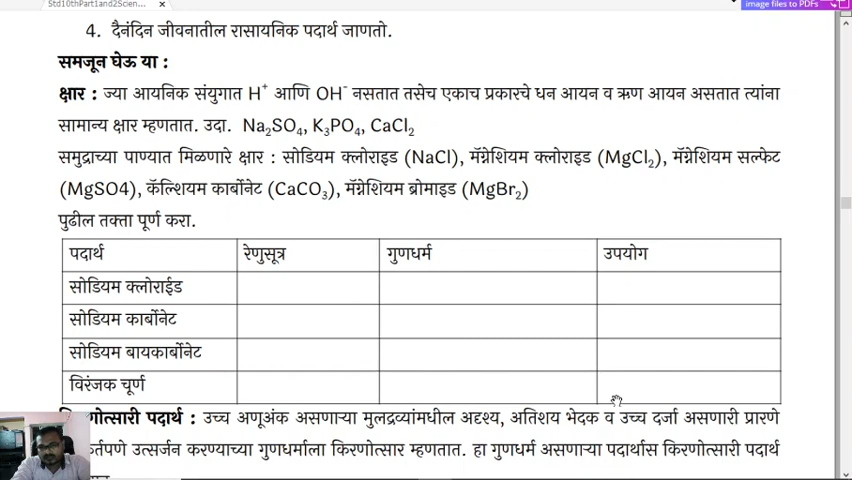 Std10thPart1and2Scien...
image files to PDFs
4. दैनंदिन जीवनातील रासायनिक पदार्थ जाणतो.
समजून घेऊ या :
क्षार : ज्या आयनिक संयुगात H⁺ आणि OH⁻ नसतात तसेच एकाच प्रकारचे धन आयन व ऋण आयन असतात त्यांना
सामान्य क्षार म्हणतात. उदा. Na₂SO₄, K₃PO₄, CaCl₂
समुद्राच्या पाण्यात मिळणारे क्षार : सोडियम क्लोराइड (NaCl), मॅग्नेशियम क्लोराइड (MgCl₂), मॅग्नेशियम सल्फेट
(MgSO4), कॅल्शियम कार्बोनेट (CaCO₃), मॅग्नेशियम ब्रोमाइड (MgBr₂)
पुढील तक्ता पूर्ण करा.
पदार्थ रेणुसूत्र गुणधर्म उपयोग
सोडियम क्लोराईड
सोडियम कार्बोनेट
सोडियम बायकार्बोनेट
विरंजक चूर्ण
पदार्थ : उच्च अणूअंक असणाऱ्या मुलद्रव्यांमधील अदृश्य, अतिशय भेदक व उच्च दर्जा असणारी प्रारणे
उत्सर्जन करण्याच्या गुणधर्माला किरणोत्सार म्हणतात. हा गुणधर्म असणाऱ्या पदार्थास किरणोत्सारी पदार्थ